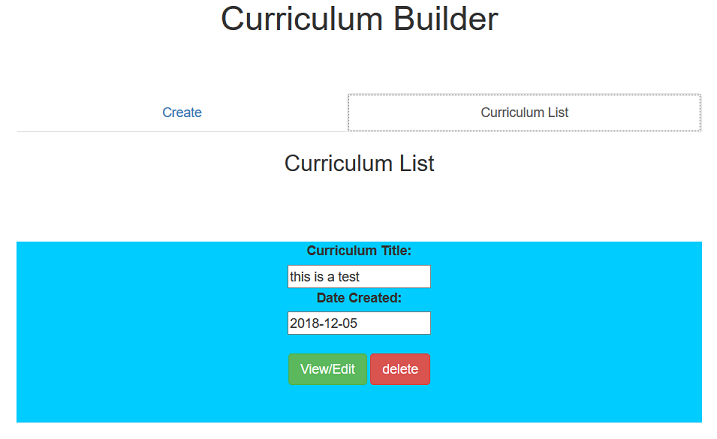 Curriculum Builder
Create
Curriculum List
Curriculum List
Curriculum Title:
this is a test
Date Created:
2018-12-05
View/Edit delete